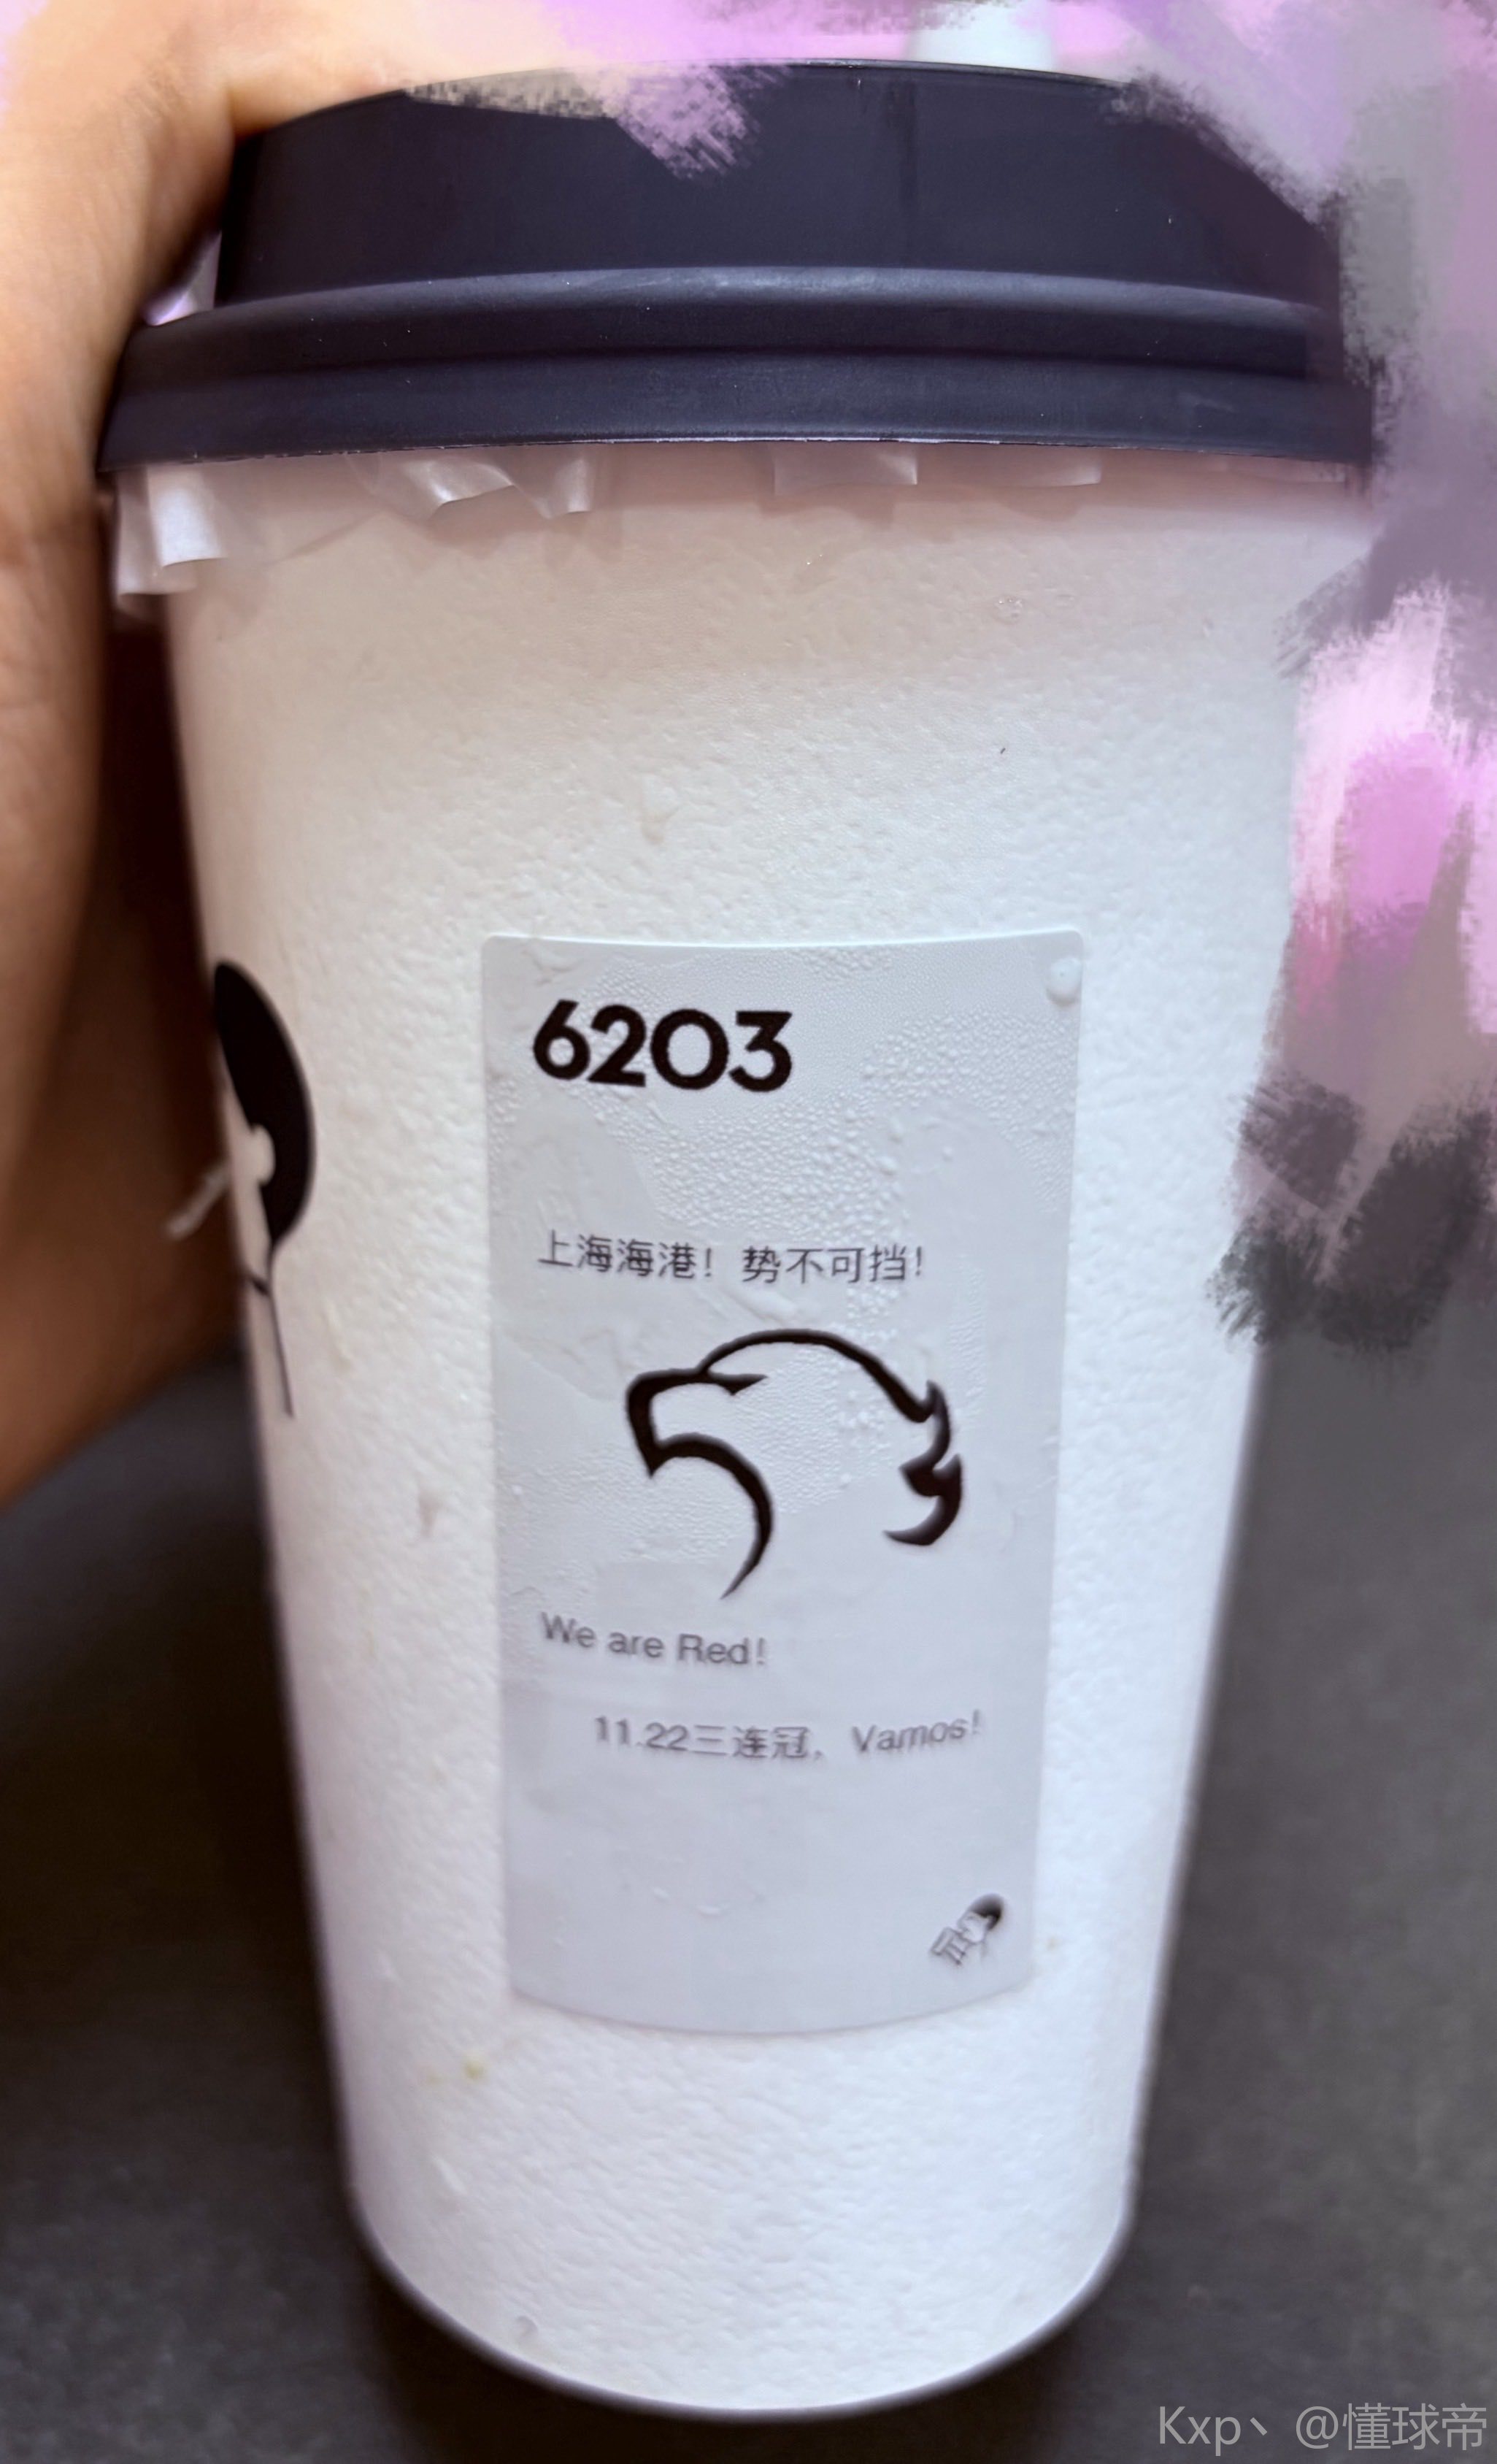 6203
上海海港！势不可挡！
We are Red！
11.22三连冠，Vamos！
Kxp丶 @懂球帝